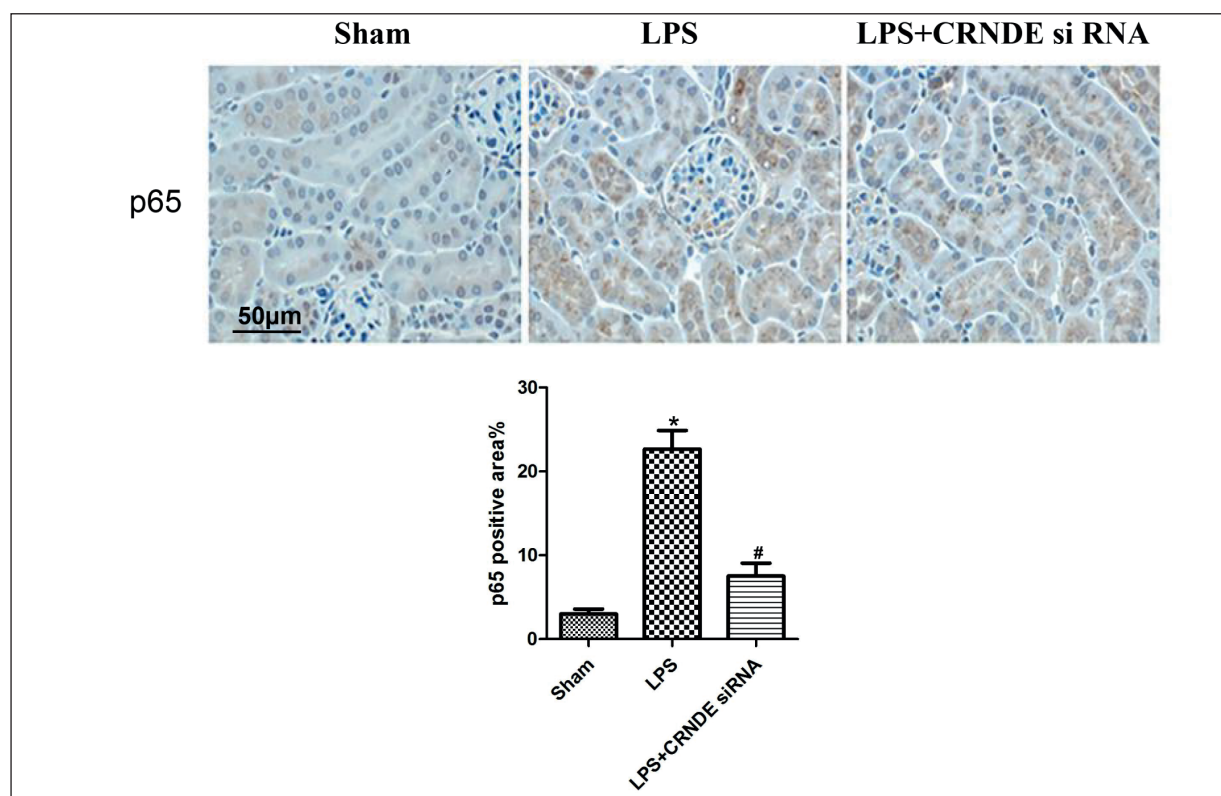 Sham LPS LPS+CRNDE si RNA
p65
50µm
p65 positive area%
30
20
10
0
*
#
Sham
LPS
LPS+CRNDE siRNA